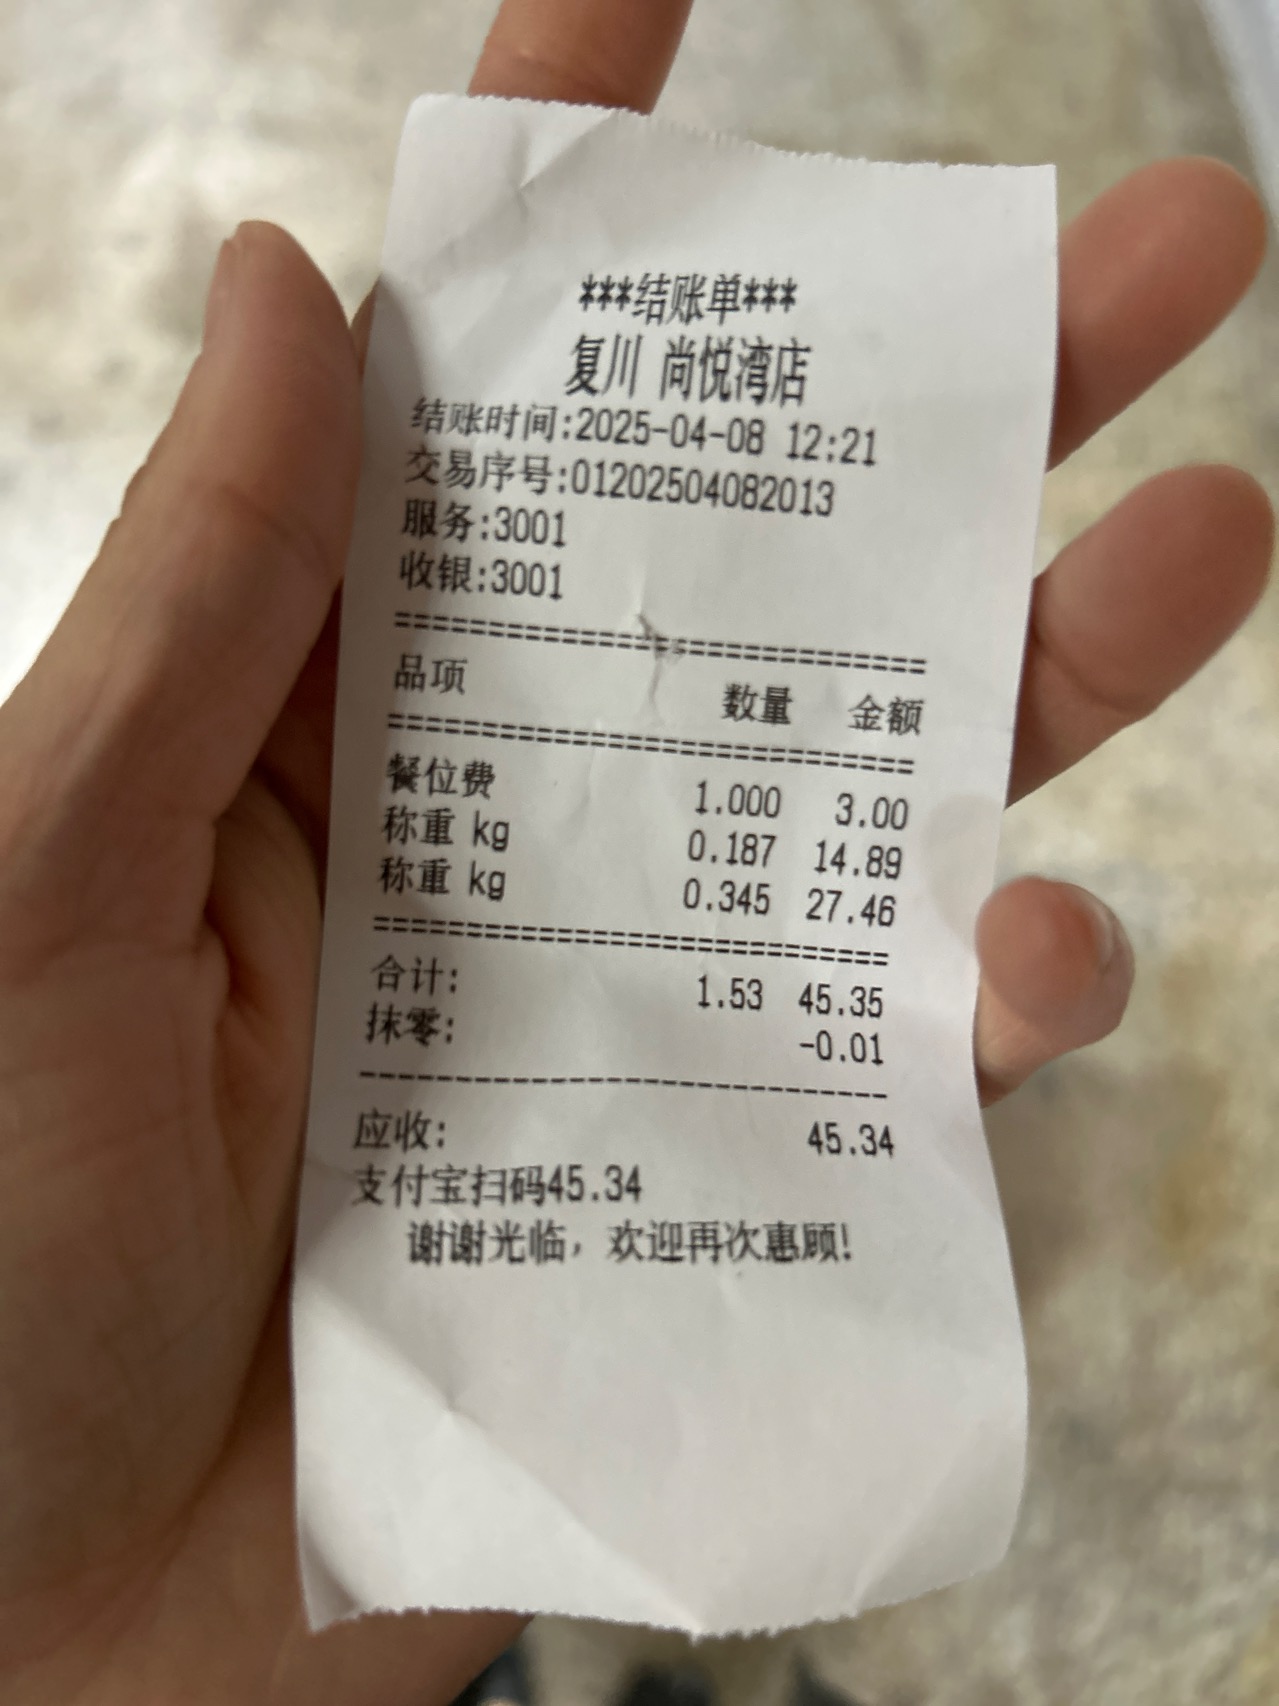 ***结账单***
复川 尚悦湾店
结账时间:2025-04-08 12:21
交易序号:01202504082013
服务:3001
收银:3001
============================
品项 数量 金额
============================
餐位费 1.000 3.00
称重 kg 0.187 14.89
称重 kg 0.345 27.46
============================
合计: 1.53 45.35
抹零: -0.01
----------------------------
应收: 45.34
支付宝扫码45.34
谢谢光临，欢迎再次惠顾!